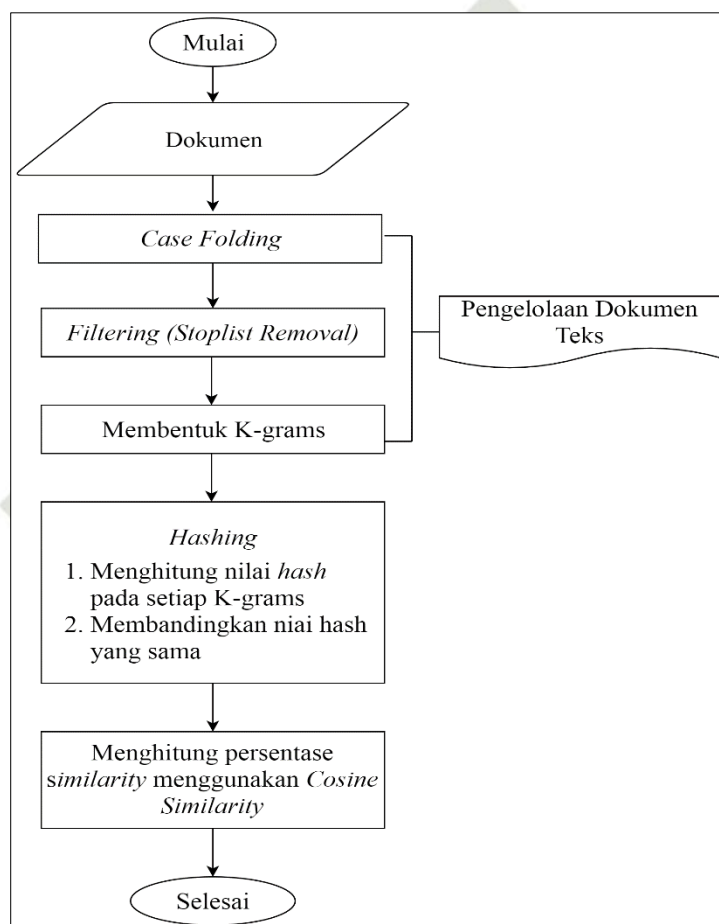 Mulai
Dokumen
Case Folding
Filtering (Stoplist Removal)
Pengelolaan Dokumen
Teks
Membentuk K-grams
Hashing
1. Menghitung nilai hash
pada setiap K-grams
2. Membandingkan niai hash
yang sama
Menghitung persentase
similarity menggunakan Cosine
Similarity
Selesai